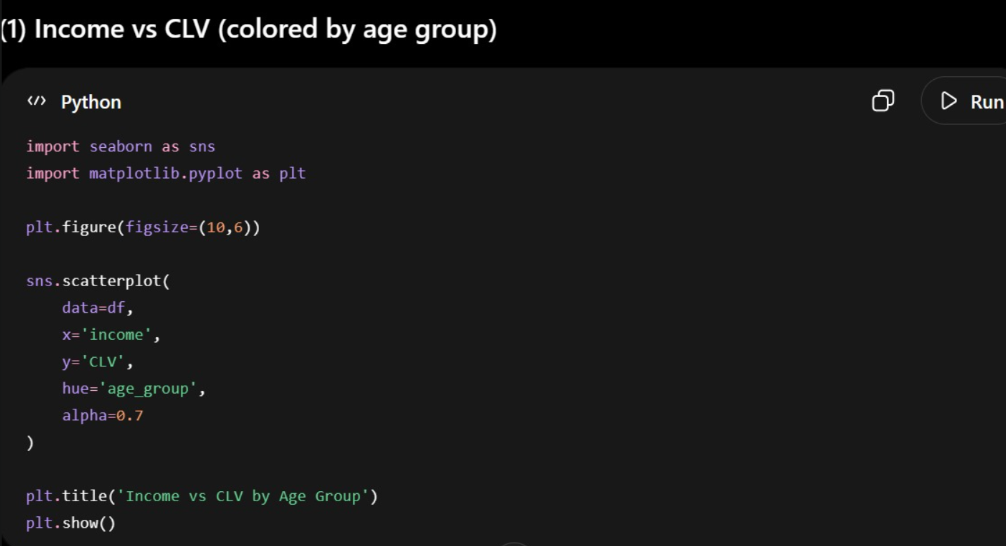 (1) Income vs CLV (colored by age group)
</> Python
Run
import seaborn as sns
import matplotlib.pyplot as plt
plt.figure(figsize=(10,6))
sns.scatterplot(
    data=df,
    x='income',
    y='CLV',
    hue='age_group',
    alpha=0.7
)
plt.title('Income vs CLV by Age Group')
plt.show()